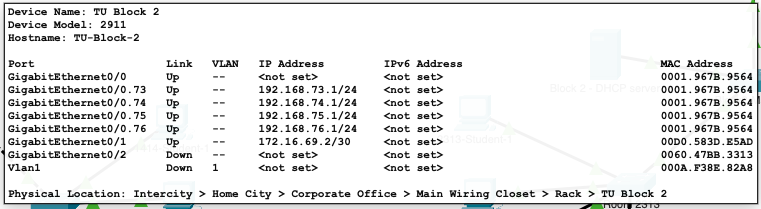 Device Name: TU Block 2
Device Model: 2911
Hostname: TU-Block-2
Port Link VLAN IP Address IPv6 Address MAC Address
GigabitEthernet0/0 Up -- <not set> <not set> 0001.967B.9564
GigabitEthernet0/0.73 Up -- 192.168.73.1/24 <not set> 0001.967B.9564
GigabitEthernet0/0.74 Up -- 192.168.74.1/24 <not set> 0001.967B.9564
GigabitEthernet0/0.75 Up -- 192.168.75.1/24 <not set> 0001.967B.9564
GigabitEthernet0/0.76 Up -- 192.168.76.1/24 <not set> 0001.967B.9564
GigabitEthernet0/1 Up -- 172.16.69.2/30 <not set> 00D0.583D.E5AD
GigabitEthernet0/2 Down -- <not set> <not set> 0060.47BB.3313
Vlan1 Down 1 <not set> <not set> 000A.F38E.82A8
Physical Location: Intercity > Home City > Corporate Office > Main Wiring Closet > Rack > TU Block 2
Block 2 - DHCP server
Room 2313